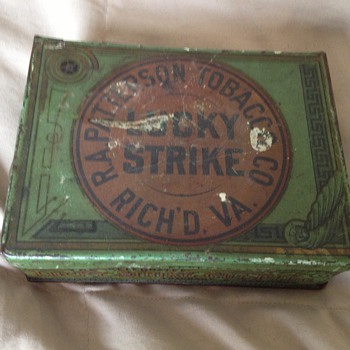 R.A. PATTERSON TOBACCO CO
LUCKY
STRIKE
RICH'D. VA.